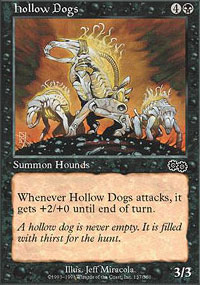 Hollow Dogs 4
Summon Hounds
Whenever Hollow Dogs attacks, it
gets +2/+0 until end of turn.
A hollow dog is never empty. It is filled
with thirst for the hunt.
Illus. Jeff Miracola
3/3